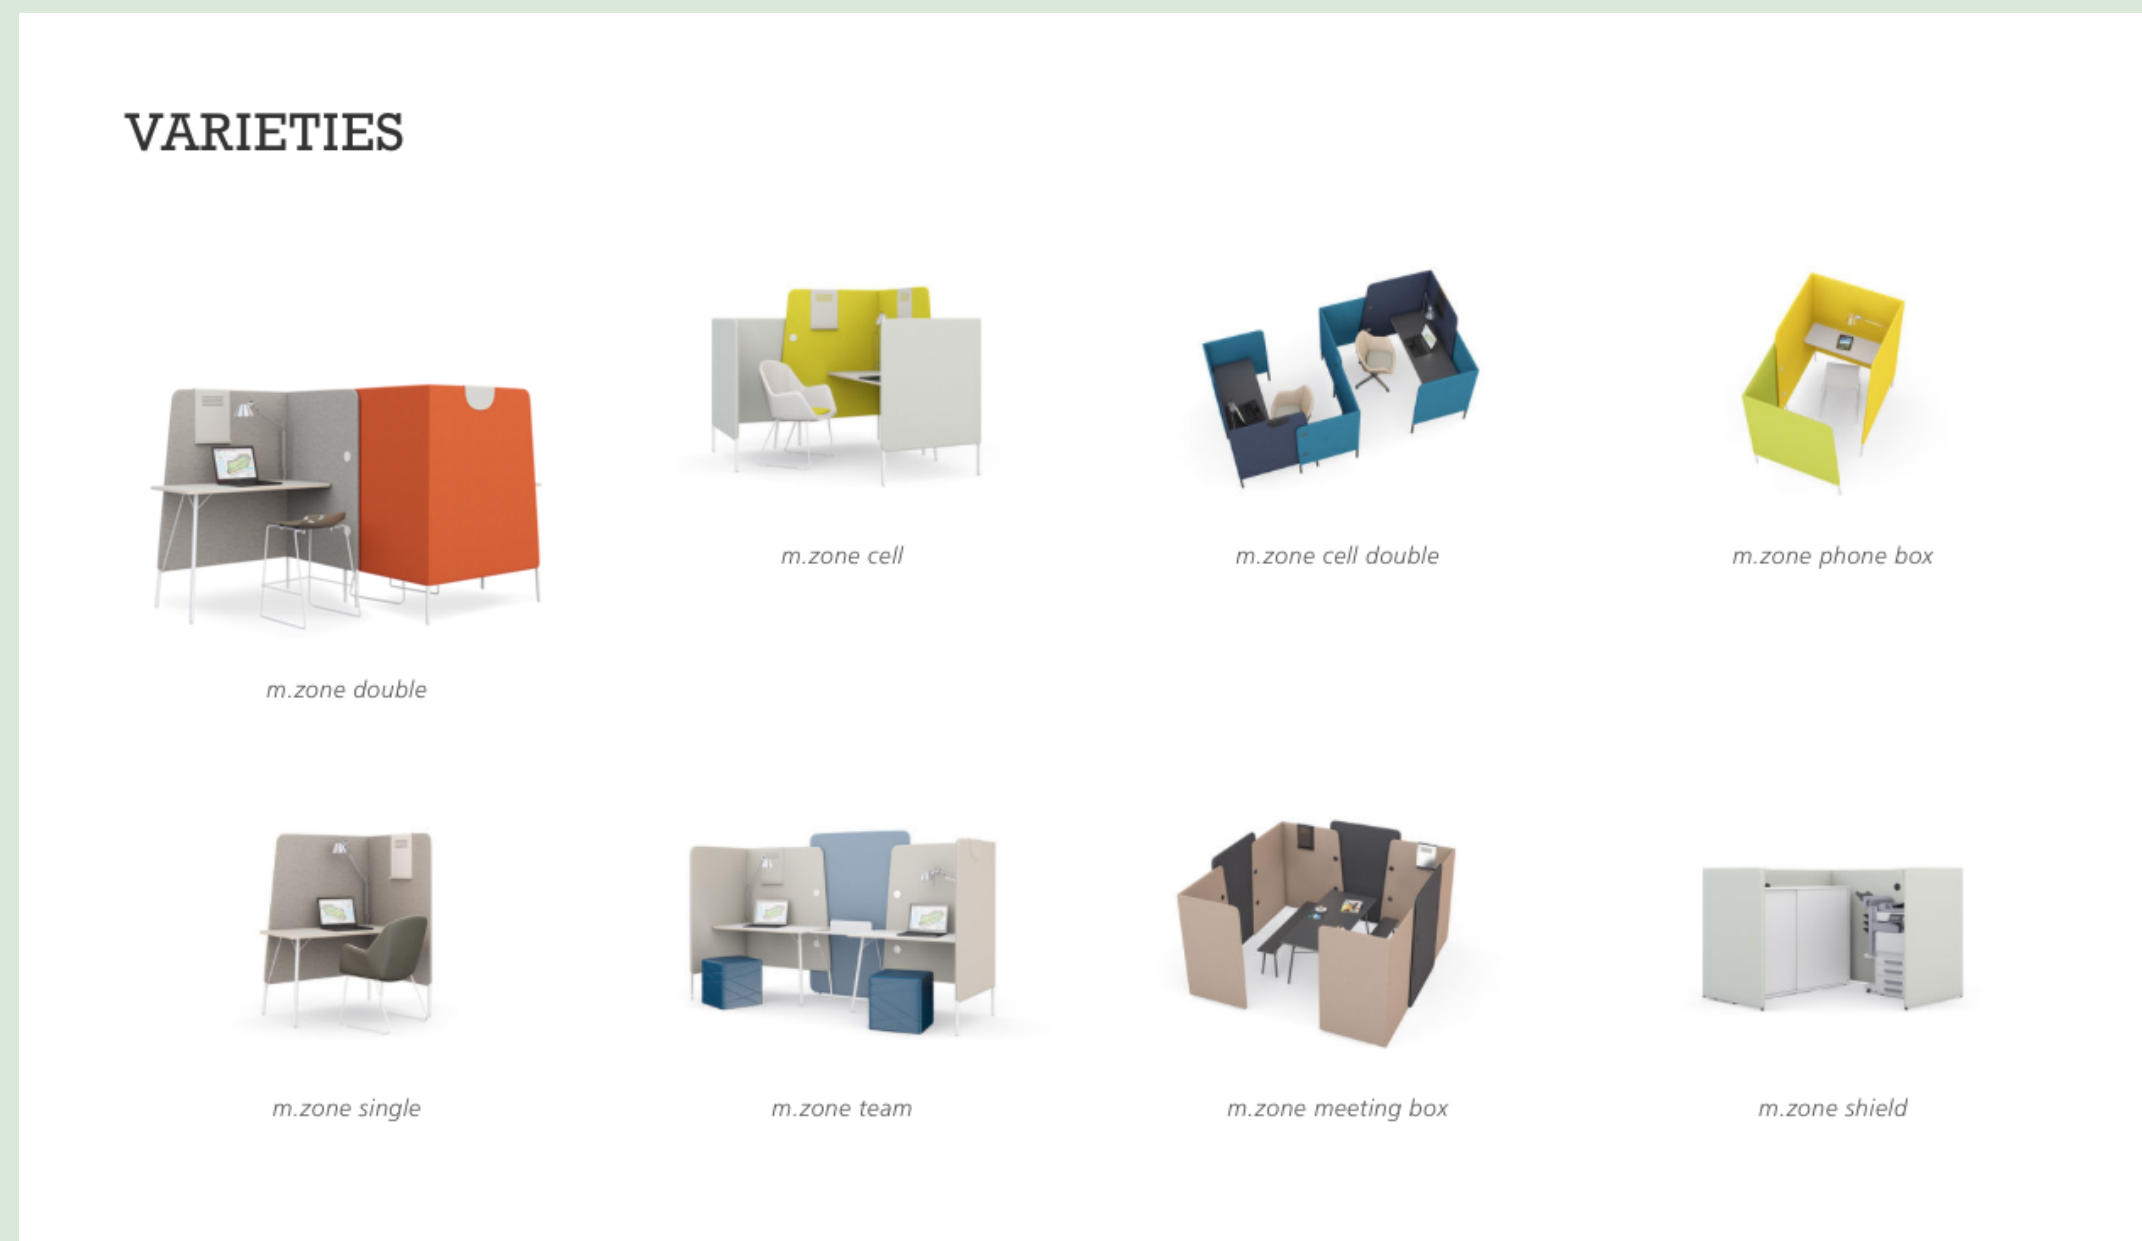 VARIETIES
m.zone cell
m.zone cell double
m.zone phone box
m.zone double
m.zone single
m.zone team
m.zone meeting box
m.zone shield